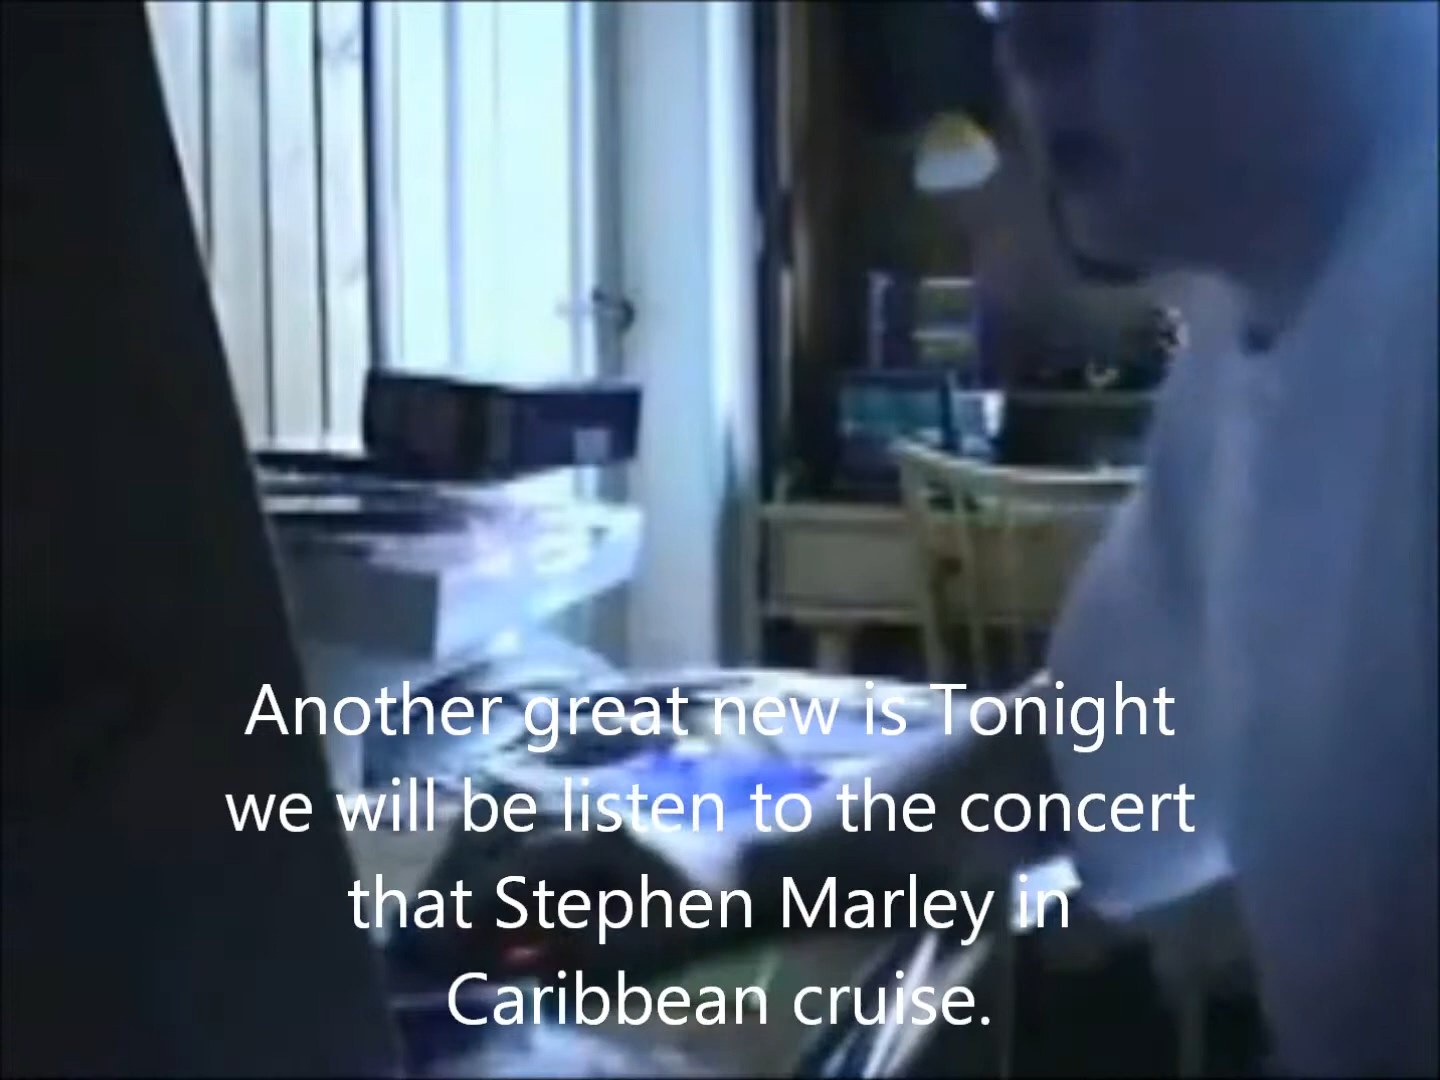 Another great new is Tonight
we will be listen to the concert
that Stephen Marley in
Caribbean cruise.